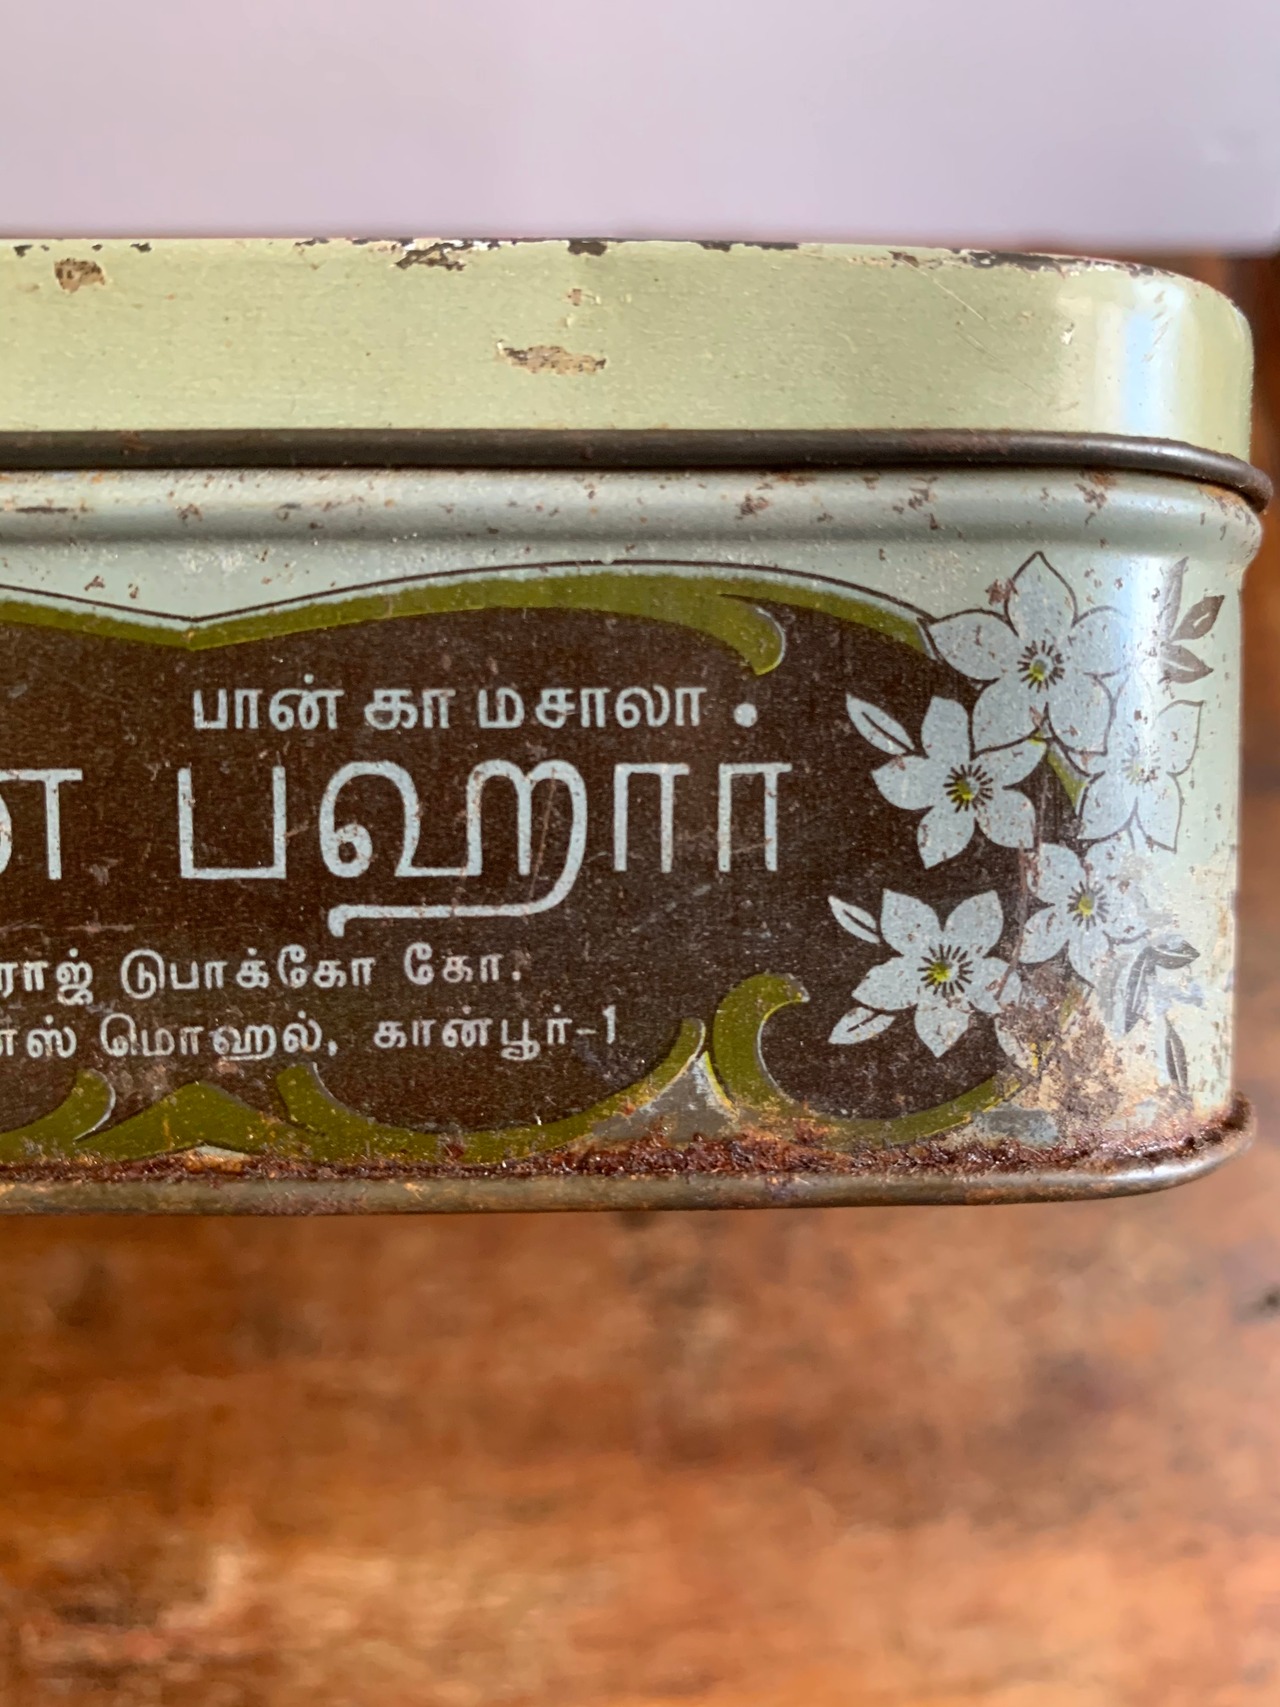 பான் கா மசாலா •
பஹார
டுபாக்கோ கோ.
மொஹல், கான்பூர்-1